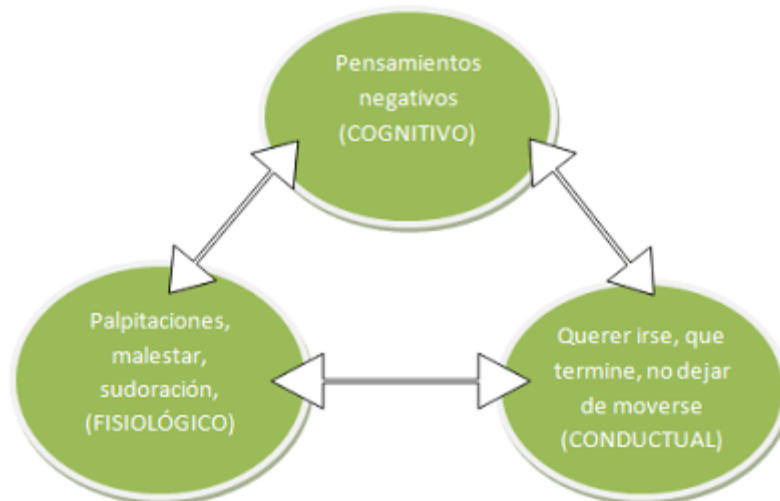 Pensamientos
negativos
(COGNITIVO)
Palpitaciones,
malestar,
sudoración,
(FISIOLÓGICO)
Querer irse, que
termine, no dejar
de moverse
(CONDUCTUAL)